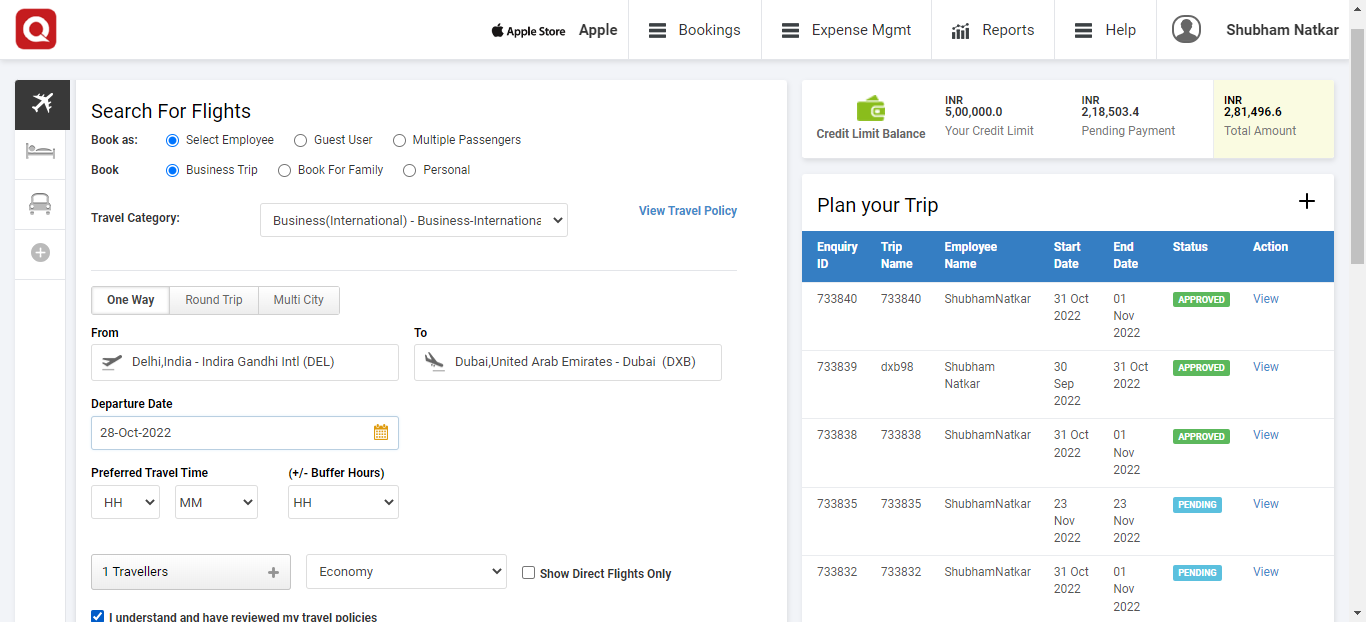 Apple Store Apple Bookings Expense Mgmt Reports Help Shubham Natkar
Search For Flights
Book as: Select Employee Guest User Multiple Passengers
Book Business Trip Book For Family Personal
Travel Category: Business(International) - Business-Internationa View Travel Policy
One Way Round Trip Multi City
From To
Delhi,India - Indira Gandhi Intl (DEL) Dubai,United Arab Emirates - Dubai (DXB)
Departure Date
28-Oct-2022
Preferred Travel Time (+/- Buffer Hours)
HH MM HH
1 Travellers Economy Show Direct Flights Only
I understand and have reviewed my travel policies
Credit Limit Balance
INR
5,00,000.0
Your Credit Limit
INR
2,18,503.4
Pending Payment
INR
2,81,496.6
Total Amount
Plan your Trip
Enquiry Trip Employee Start End Status Action
ID Name Name Date Date
733840 733840 ShubhamNatkar 31 Oct 01 APPROVED View
2022 Nov
2022
733839 dxb98 Shubham 30 31 Oct APPROVED View
Natkar Sep 2022
2022
733838 733838 ShubhamNatkar 31 Oct 01 APPROVED View
2022 Nov
2022
733835 733835 ShubhamNatkar 23 23 PENDING View
Nov Nov
2022 2022
733832 733832 ShubhamNatkar 31 Oct 01 PENDING View
2022 Nov
2022